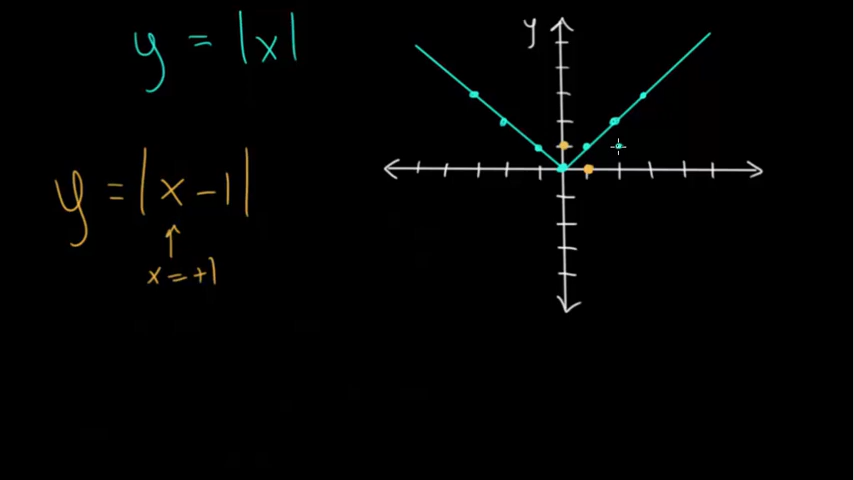 y = |x|
y
y = |x - 1|
x = +1